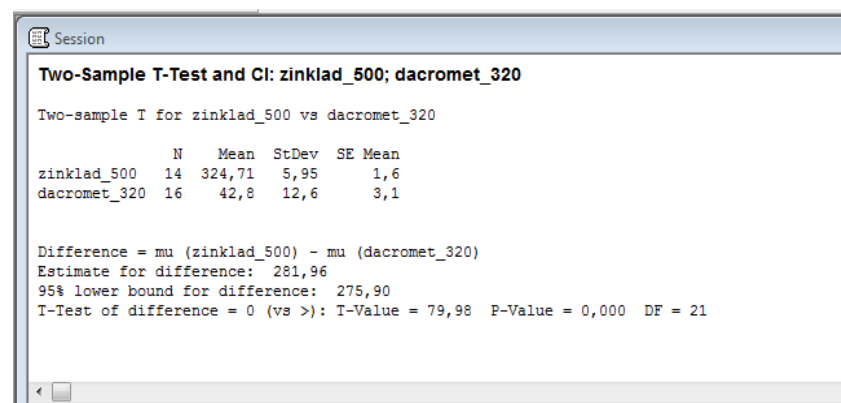 Session
Two-Sample T-Test and CI: zinklad_500; dacromet_320
Two-sample T for zinklad_500 vs dacromet_320
N Mean StDev SE Mean
zinklad_500 14 324,71 5,95 1,6
dacromet_320 16 42,8 12,6 3,1
Difference = mu (zinklad_500) - mu (dacromet_320)
Estimate for difference: 281,96
95% lower bound for difference: 275,90
T-Test of difference = 0 (vs >): T-Value = 79,98 P-Value = 0,000 DF = 21